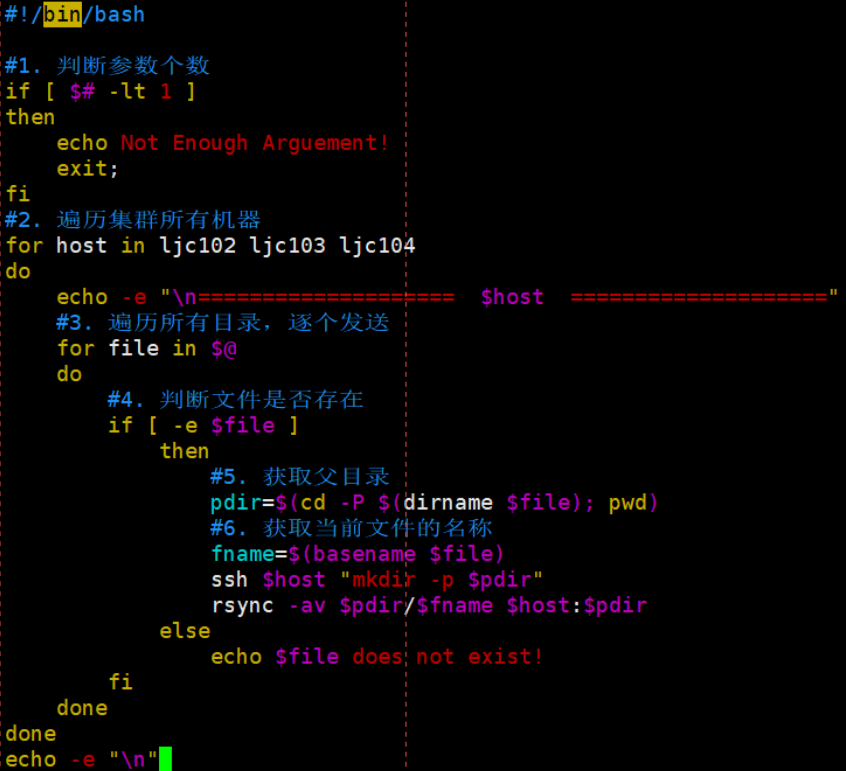 #!/bin/bash
#1. 判断参数个数
if [ $# -lt 1 ]
then
    echo Not Enough Arguement!
    exit;
fi
#2. 遍历集群所有机器
for host in ljc102 ljc103 ljc104
do
    echo -e "\n====================  $host  ===================="
    #3. 遍历所有目录，逐个发送
    for file in $@
    do
        #4. 判断文件是否存在
        if [ -e $file ]
            then
                #5. 获取父目录
                pdir=$(cd -P $(dirname $file); pwd)
                #6. 获取当前文件的名称
                fname=$(basename $file)
                ssh $host "mkdir -p $pdir"
                rsync -av $pdir/$fname $host:$pdir
            else
                echo $file does not exist!
        fi
    done
done
echo -e "\n"